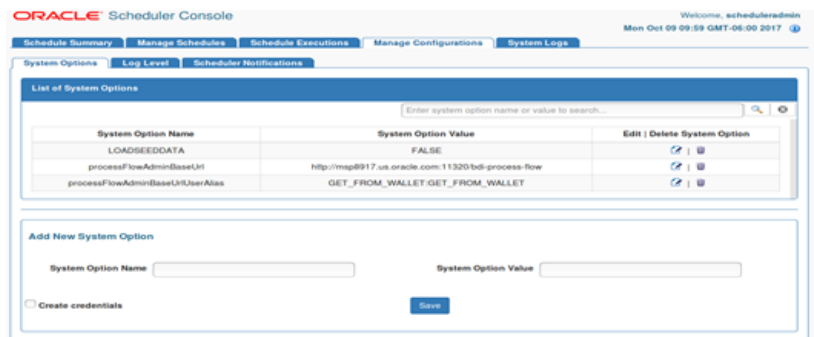 ORACLE® Scheduler Console
Welcome, scheduleradmin
Mon Oct 09 09:59 GMT-06:00 2017
Schedule Summary Manage Schedules Schedule Executions Manage Configurations System Logs
System Options Log Level Scheduler Notifications
List of System Options
Enter system option name or value to search...
System Option Name System Option Value Edit | Delete System Option
LOADSEEDDATA FALSE |
processFlowAdminBaseUrl http://msp8917.us.oracle.com:11320/bdi-process-flow |
processFlowAdminBaseUrlUserAlias GET_FROM_WALLET:GET_FROM_WALLET |
Add New System Option
System Option Name System Option Value
Create credentials Save